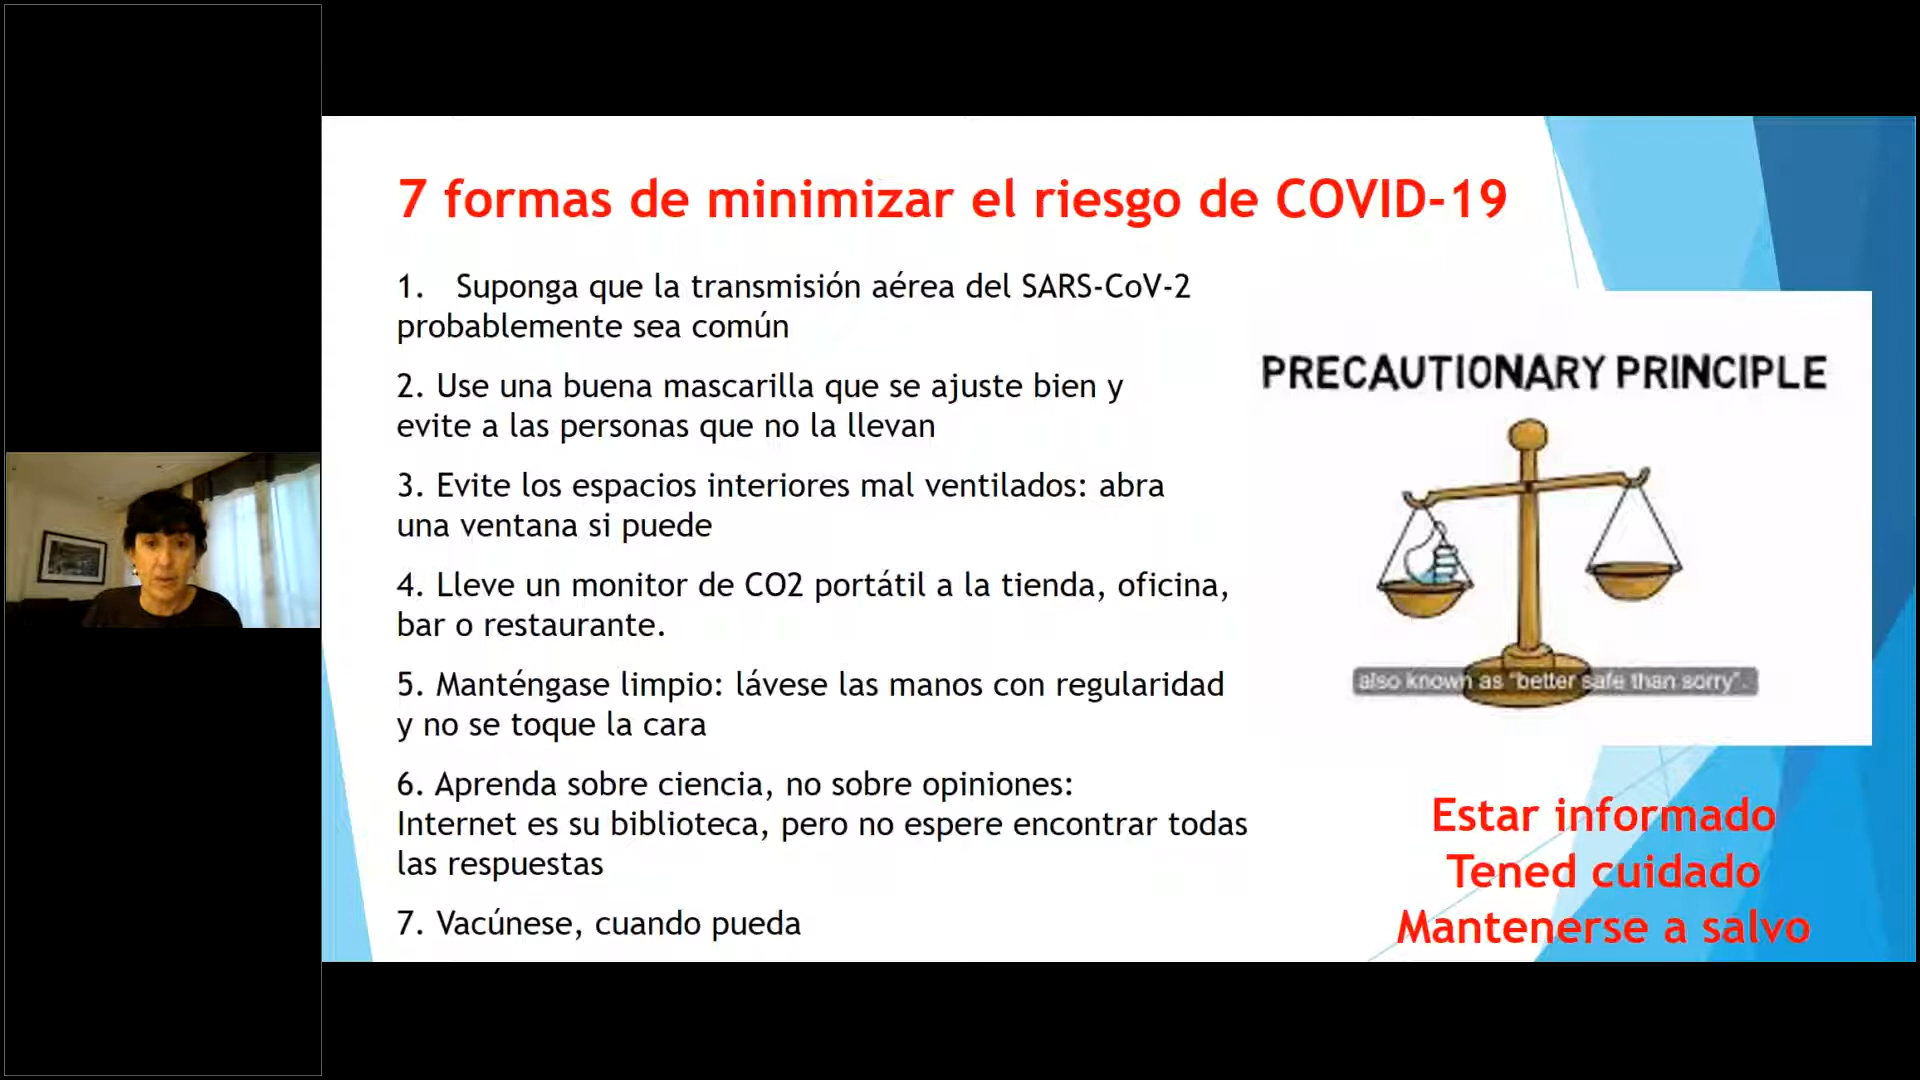 7 formas de minimizar el riesgo de COVID-19
1. Suponga que la transmisión aérea del SARS-CoV-2
probablemente sea común
2. Use una buena mascarilla que se ajuste bien y
evite a las personas que no la llevan
3. Evite los espacios interiores mal ventilados: abra
una ventana si puede
4. Lleve un monitor de CO2 portátil a la tienda, oficina,
bar o restaurante.
5. Manténgase limpio: lávese las manos con regularidad
y no se toque la cara
6. Aprenda sobre ciencia, no sobre opiniones:
Internet es su biblioteca, pero no espere encontrar todas
las respuestas
7. Vacúnese, cuando pueda
PRECAUTIONARY PRINCIPLE
also known as "better safe than sorry".
Estar informado
Tened cuidado
Mantenerse a salvo